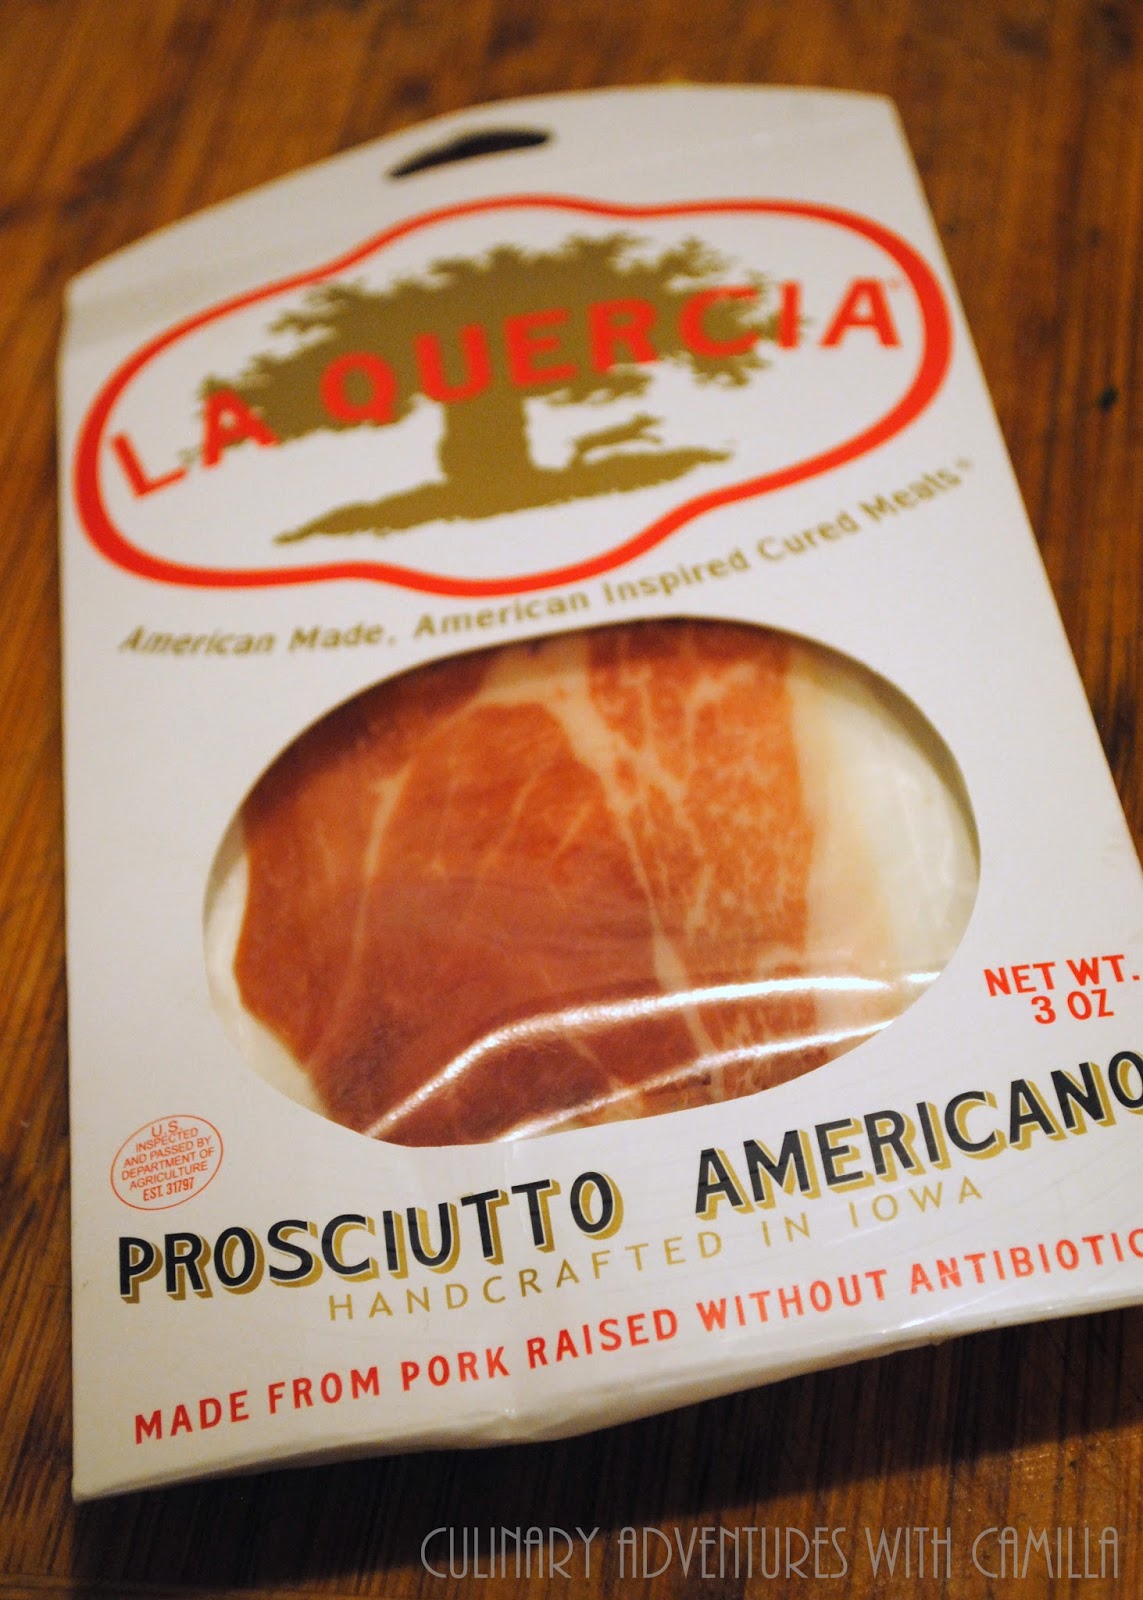 LA QUERCIA®
American Made. American Inspired Cured Meats®
NET WT.
3 OZ
U.S.
INSPECTED
AND PASSED BY
DEPARTMENT OF
AGRICULTURE
EST. 31797
PROSCIUTTO AMERICANO
HANDCRAFTED IN IOWA
MADE FROM PORK RAISED WITHOUT ANTIBIOTIC
CULINARY ADVENTURES WITH CAMILLA